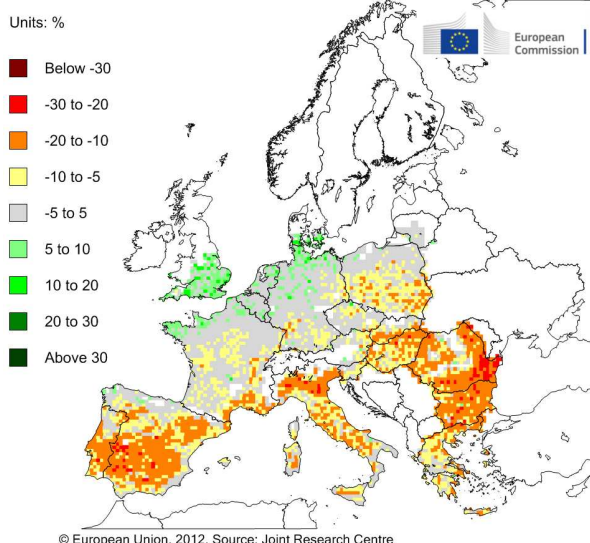 Units: %
European
Commission
Below -30
-30 to -20
-20 to -10
-10 to -5
-5 to 5
5 to 10
10 to 20
20 to 30
Above 30
© European Union, 2012. Source: Joint Research Centre